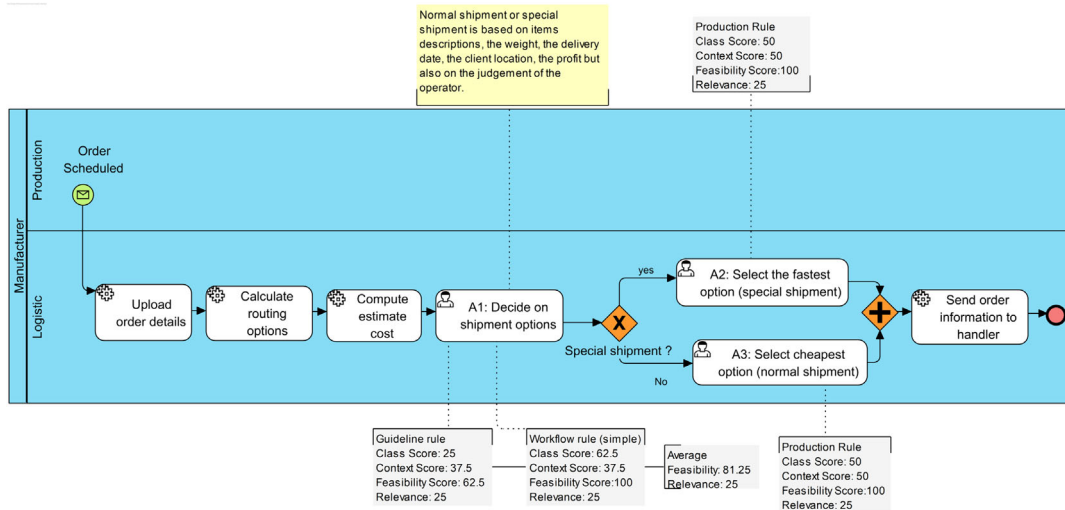 Normal shipment or special
shipment is based on items
descriptions, the weight, the delivery
date, the client location, the profit but
also on the judgement of the
operator.
Production Rule
Class Score: 50
Context Score: 50
Feasibility Score:100
Relevance: 25
Manufacturer
Production
Order
Scheduled
Logistic
Upload
order details
Calculate
routing
options
Compute
estimate
cost
A1: Decide on
shipment options
X
Special shipment ?
yes
No
A2: Select the fastest
option (special shipment)
A3: Select cheapest
option (normal shipment)
Send order
information to
handler
Guideline rule
Class Score: 25
Context Score: 37.5
Feasibility Score: 62.5
Relevance: 25
Workflow rule (simple)
Class Score: 62.5
Context Score: 37.5
Feasibility Score:100
Relevance: 25
Average
Feasibility: 81.25
Relevance: 25
Production Rule
Class Score: 50
Context Score: 50
Feasibility Score:100
Relevance: 25